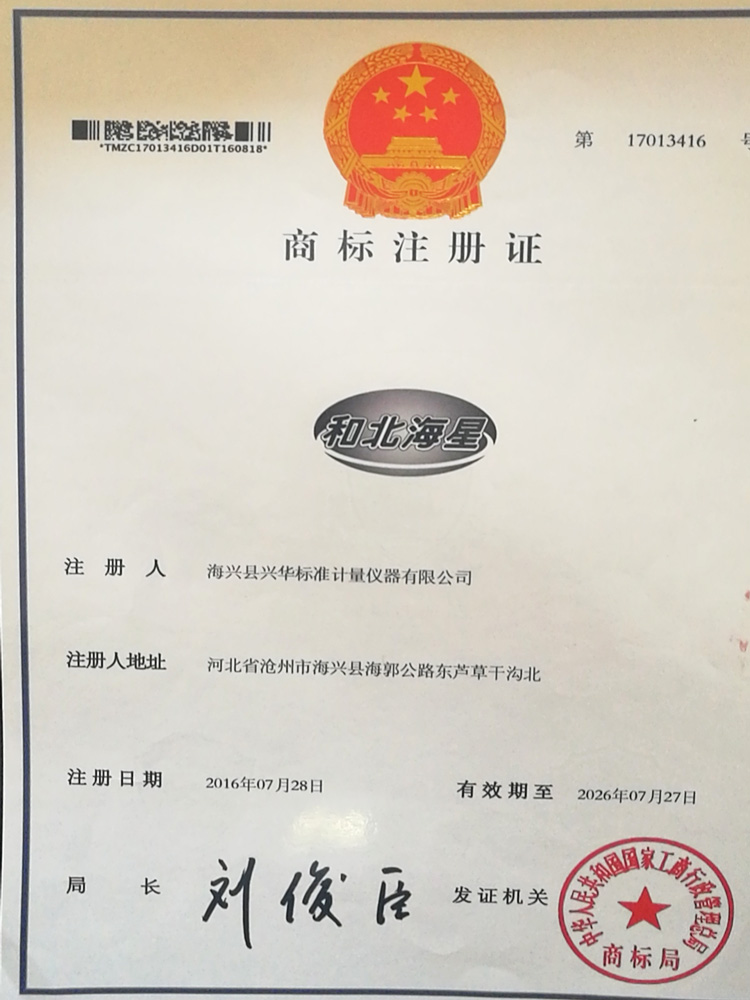 *TMZC17013416D01T160818*
第 17013416 号
商标注册证
和北海星
注册人 海兴县兴华标准计量仪器有限公司
注册人地址 河北省沧州市海兴县海郭公路东芦草干沟北
注册日期 2016年07月28日 有效期至 2026年07月27日
局长 刘俊臣 发证机关
中华人民共和国国家工商行政管理总局
商标局